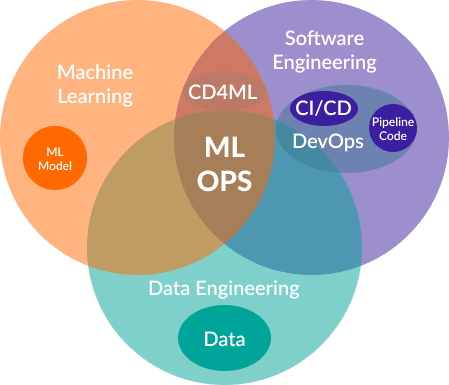 Machine
Learning
Software
Engineering
CD4ML
CI/CD
Pipeline
Code
DevOps
ML
Model
ML
OPS
Data Engineering
Data